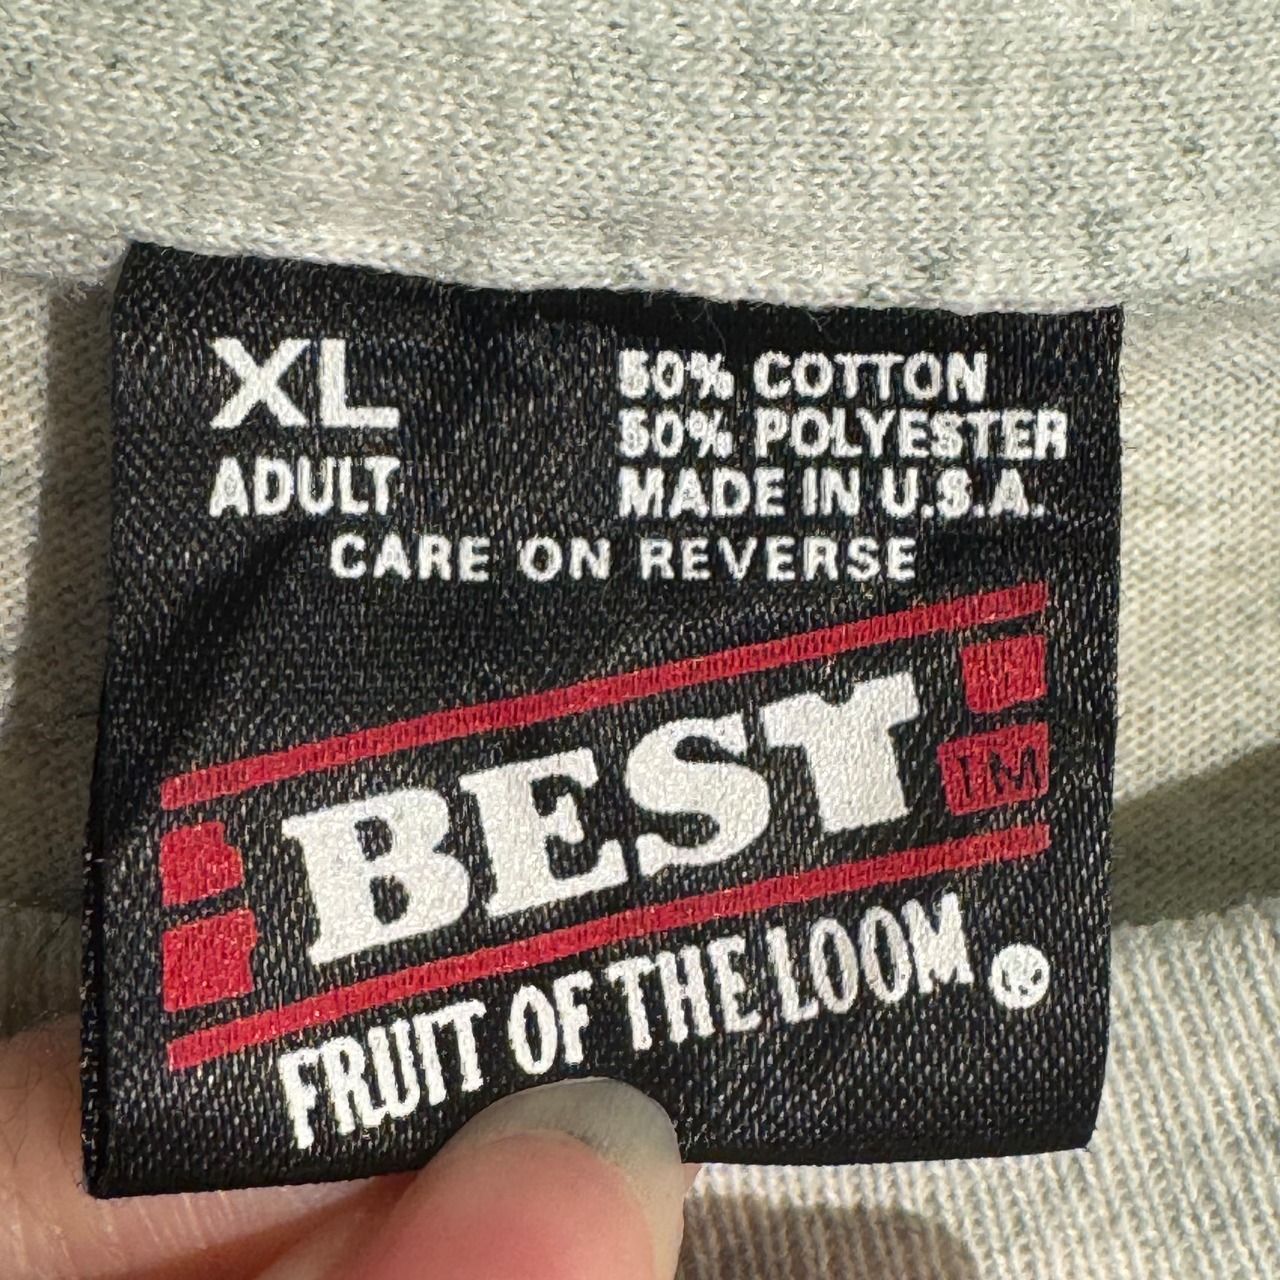 XL
ADULT
50% COTTON
50% POLYESTER
MADE IN U.S.A.
CARE ON REVERSE
BEST
TM
FRUIT OF THE LOOM ®